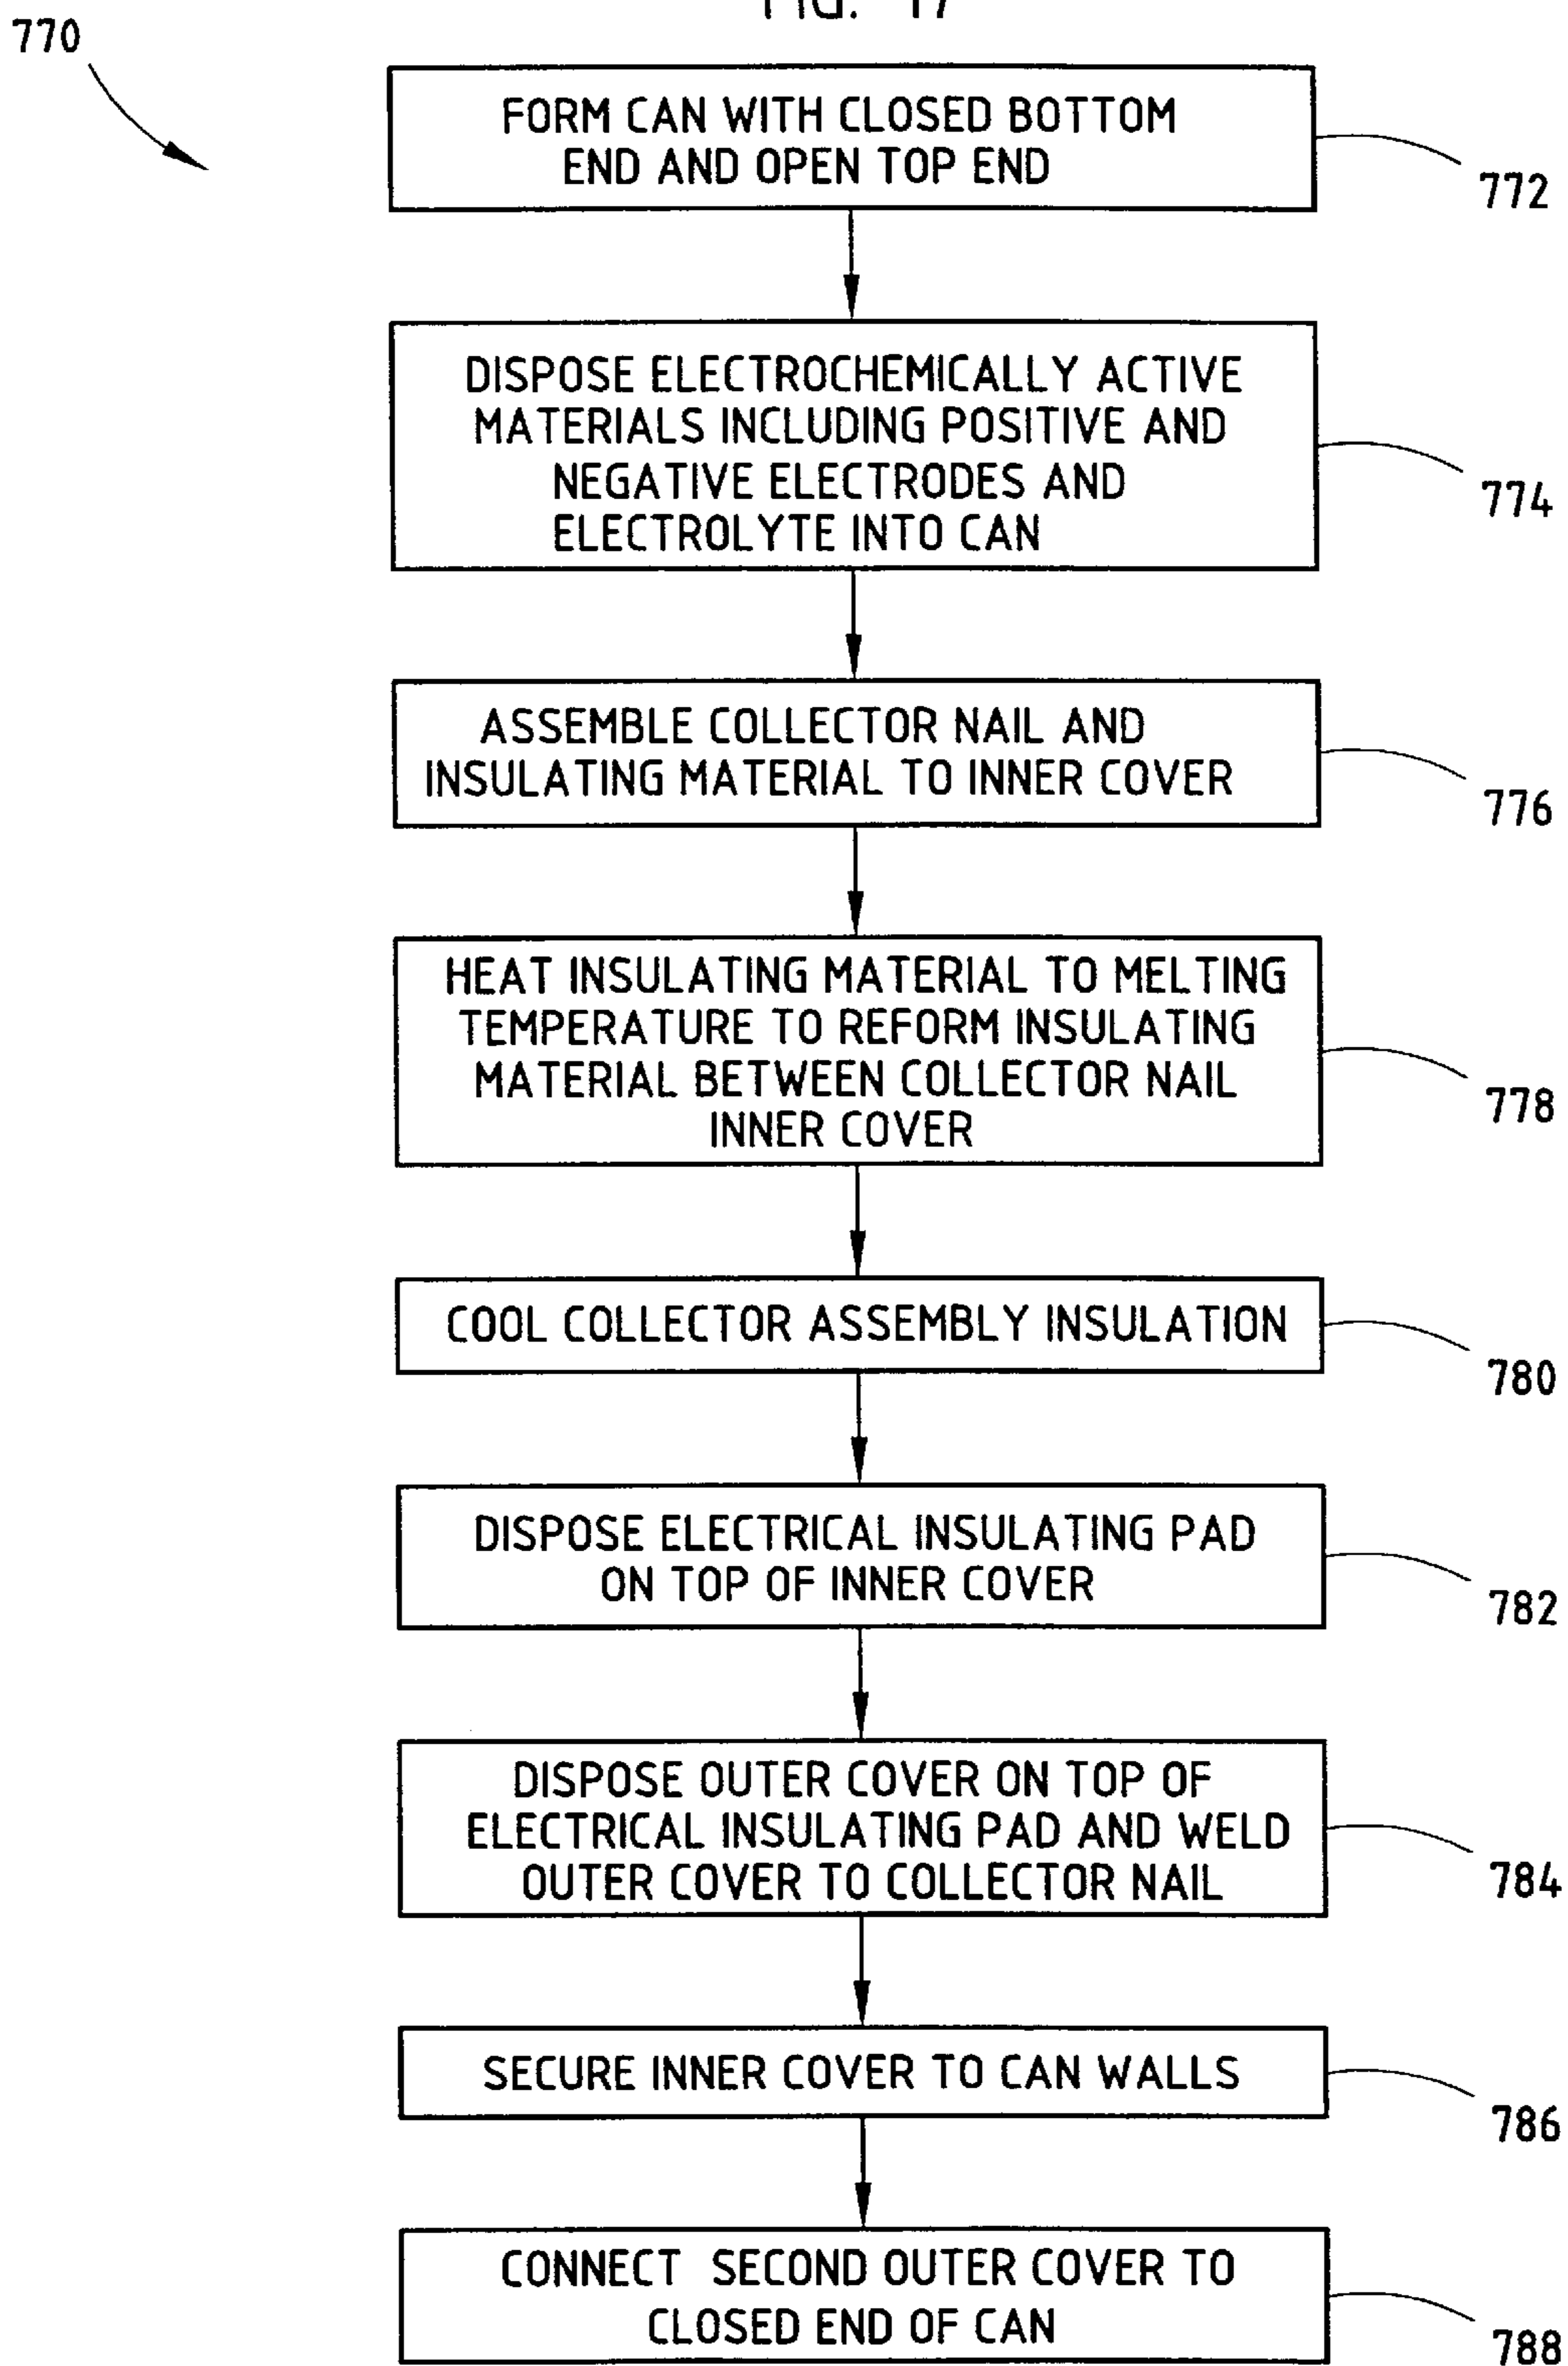 FIG. 17
770
FORM CAN WITH CLOSED BOTTOM
END AND OPEN TOP END
772
DISPOSE ELECTROCHEMICALLY ACTIVE
MATERIALS INCLUDING POSITIVE AND
NEGATIVE ELECTRODES AND
ELECTROLYTE INTO CAN
774
ASSEMBLE COLLECTOR NAIL AND
INSULATING MATERIAL TO INNER COVER
776
HEAT INSULATING MATERIAL TO MELTING
TEMPERATURE TO REFORM INSULATING
MATERIAL BETWEEN COLLECTOR NAIL
INNER COVER
778
COOL COLLECTOR ASSEMBLY INSULATION
780
DISPOSE ELECTRICAL INSULATING PAD
ON TOP OF INNER COVER
782
DISPOSE OUTER COVER ON TOP OF
ELECTRICAL INSULATING PAD AND WELD
OUTER COVER TO COLLECTOR NAIL
784
SECURE INNER COVER TO CAN WALLS
786
CONNECT SECOND OUTER COVER TO
CLOSED END OF CAN
788